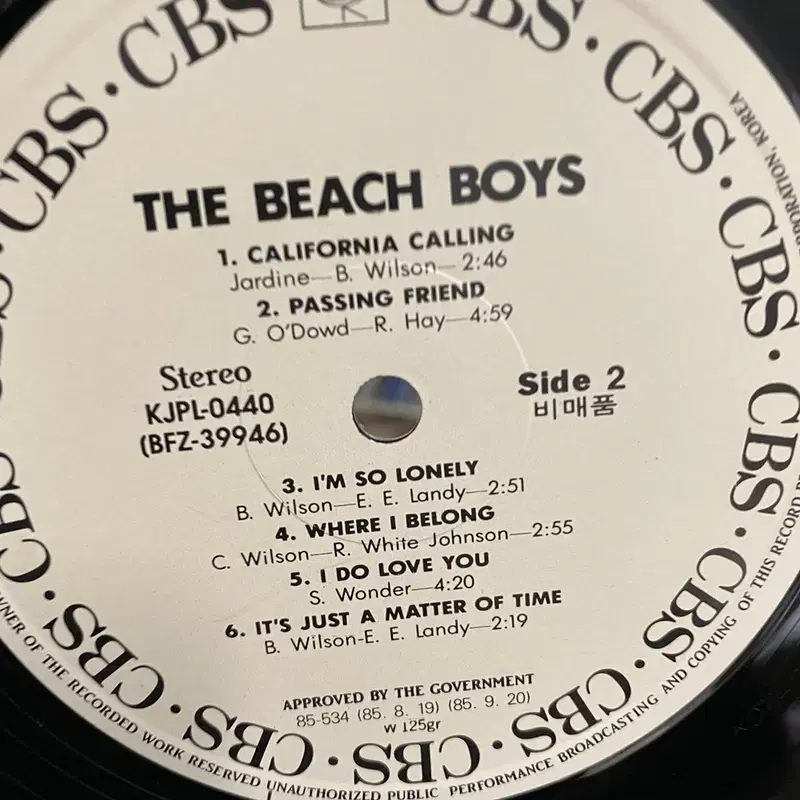 CBS · CBS · CBS · CBS · CBS · CBS · CBS · CBS · CBS · CBS · CBS
THE BEACH BOYS
1. CALIFORNIA CALLING
Jardine—B. Wilson—2:46
2. PASSING FRIEND
G. O'Dowd—R. Hay—4:59
Stereo
KJPL-0440
(BFZ-39946)
Side 2
비매품
3. I'M SO LONELY
B. Wilson—E. E. Landy—2:51
4. WHERE I BELONG
C. Wilson—R. White Johnson—2:55
5. I DO LOVE YOU
S. Wonder—4:20
6. IT'S JUST A MATTER OF TIME
B. Wilson-E. E. Landy—2:19
APPROVED BY THE GOVERNMENT
85-534 (85. 8. 19) (85. 9. 20)
W 125gr
OWNER OF THE RECORDED WORK RESERVED UNAUTHORIZED PUBLIC PERFORMANCE BROADCASTING AND COPYING OF THIS RECORD
CORPORATION, KOREA